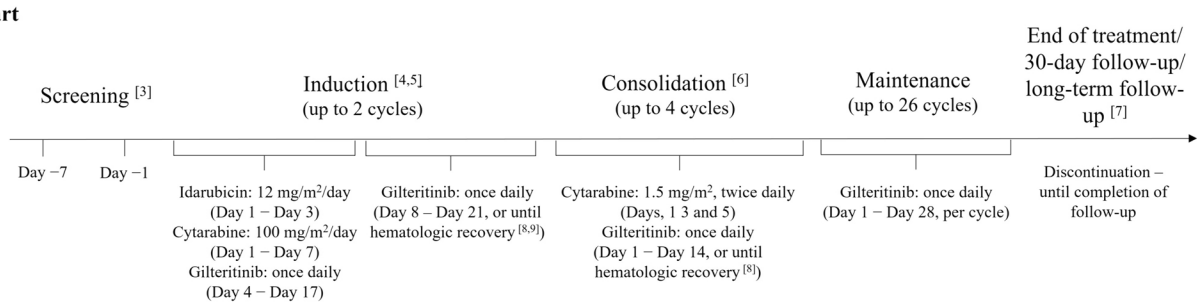 rt
Screening [3]
Induction [4,5]
(up to 2 cycles)
Consolidation [6]
(up to 4 cycles)
Maintenance
(up to 26 cycles)
End of treatment/
30-day follow-up/
long-term follow-
up [7]
Day −7
Day −1
Idarubicin: 12 mg/m²/day
(Day 1 − Day 3)
Cytarabine: 100 mg/m²/day
(Day 1 − Day 7)
Gilteritinib: once daily
(Day 4 − Day 17)
Gilteritinib: once daily
(Day 8 – Day 21, or until
hematologic recovery [8,9])
Cytarabine: 1.5 mg/m², twice daily
(Days, 1 3 and 5)
Gilteritinib: once daily
(Day 1 − Day 14, or until
hematologic recovery [8])
Gilteritinib: once daily
(Day 1 − Day 28, per cycle)
Discontinuation –
until completion of
follow-up